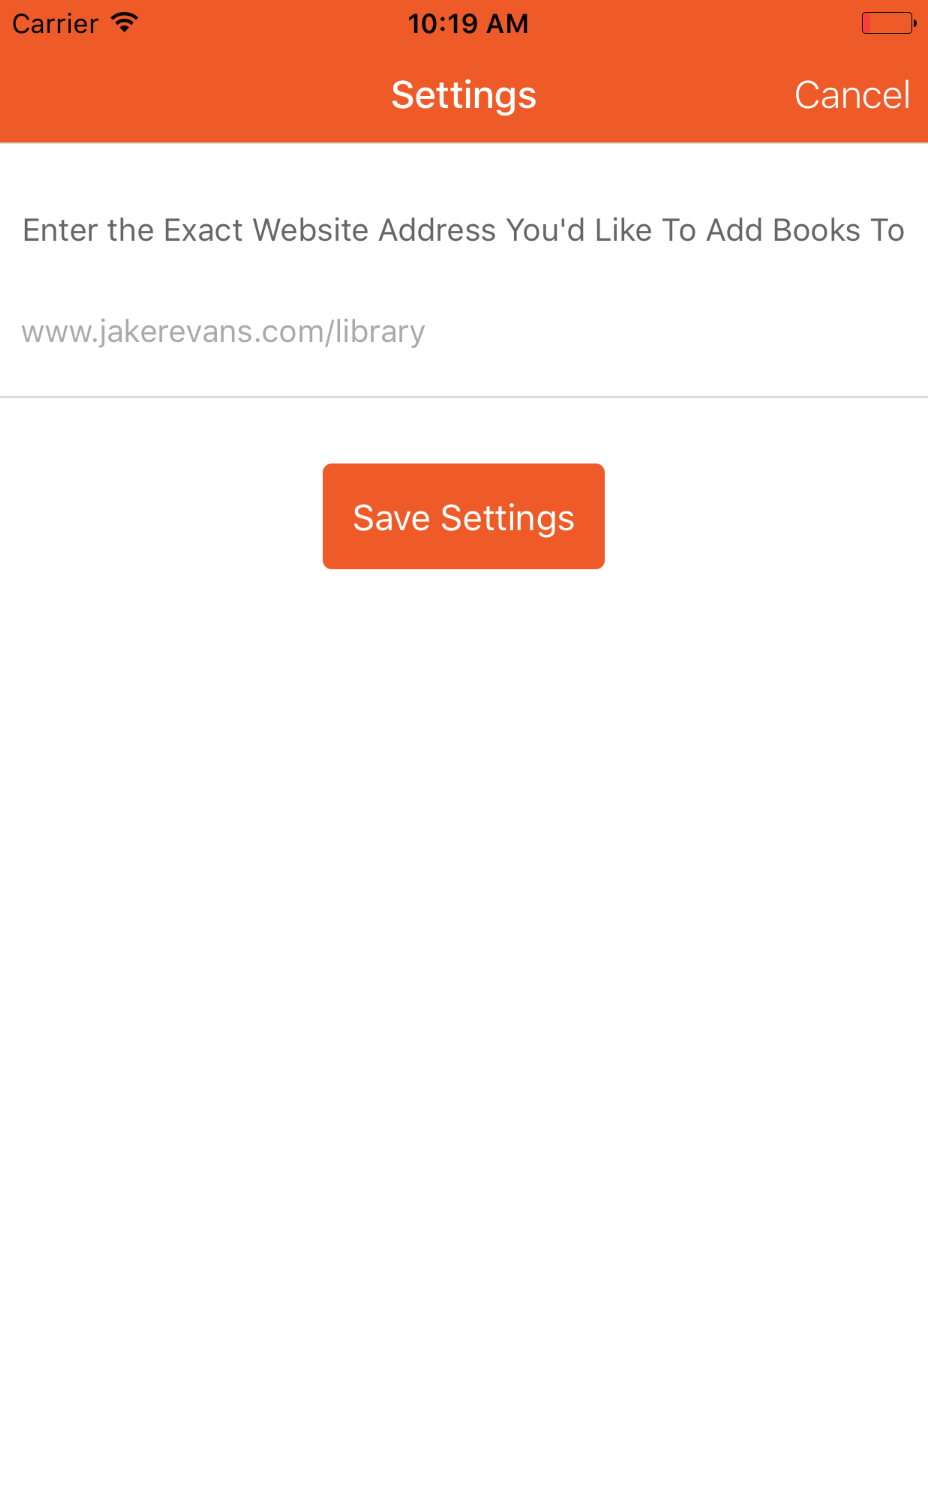 Carrier 10:19 AM
Settings Cancel
Enter the Exact Website Address You'd Like To Add Books To
www.jakerevans.com/library
Save Settings